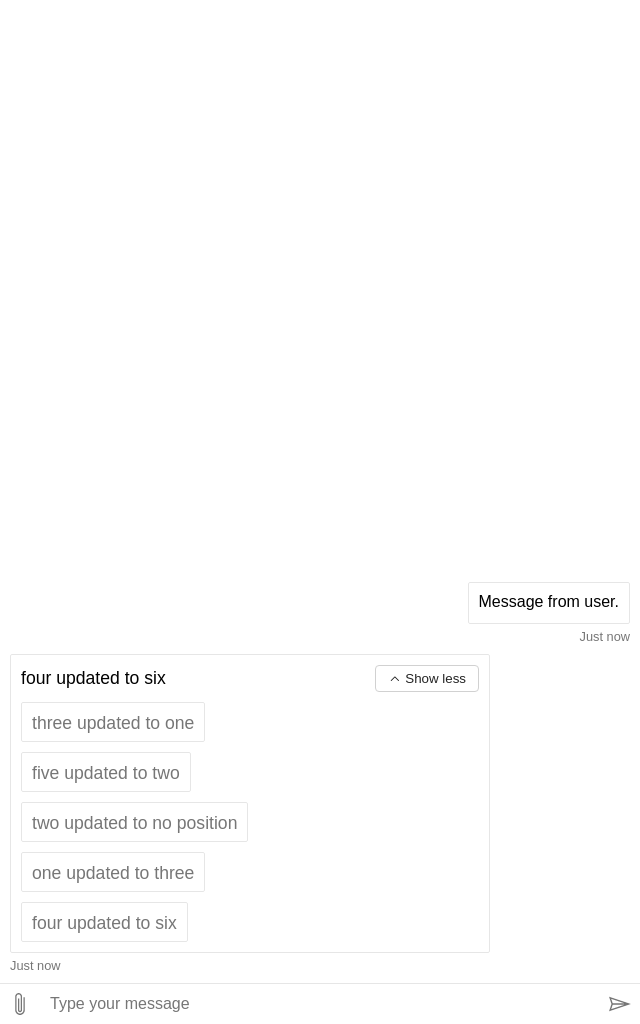 Message from user.
Just now
four updated to six
Show less
three updated to one
five updated to two
two updated to no position
one updated to three
four updated to six
Just now
Type your message